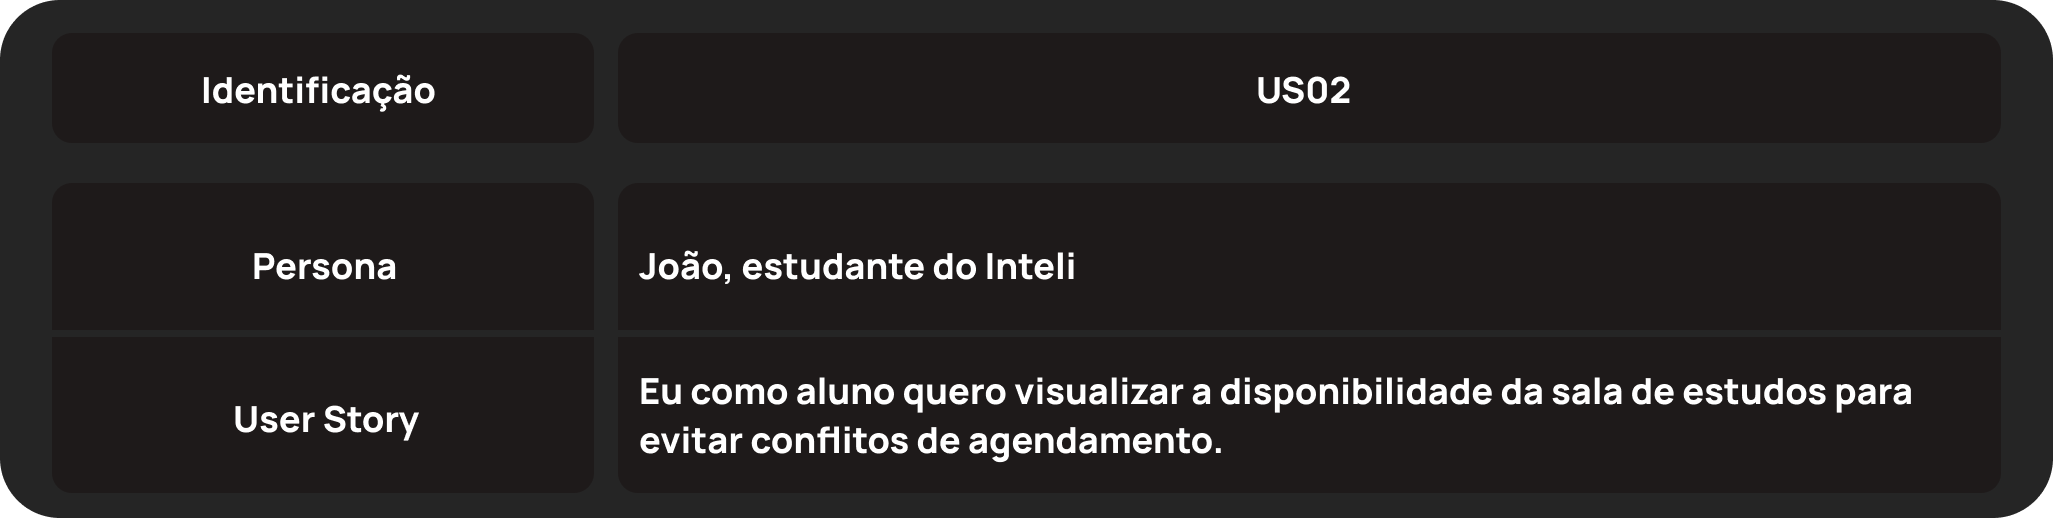 Identificação
US02
Persona
João, estudante do Inteli
User Story
Eu como aluno quero visualizar a disponibilidade da sala de estudos para
evitar conflitos de agendamento.